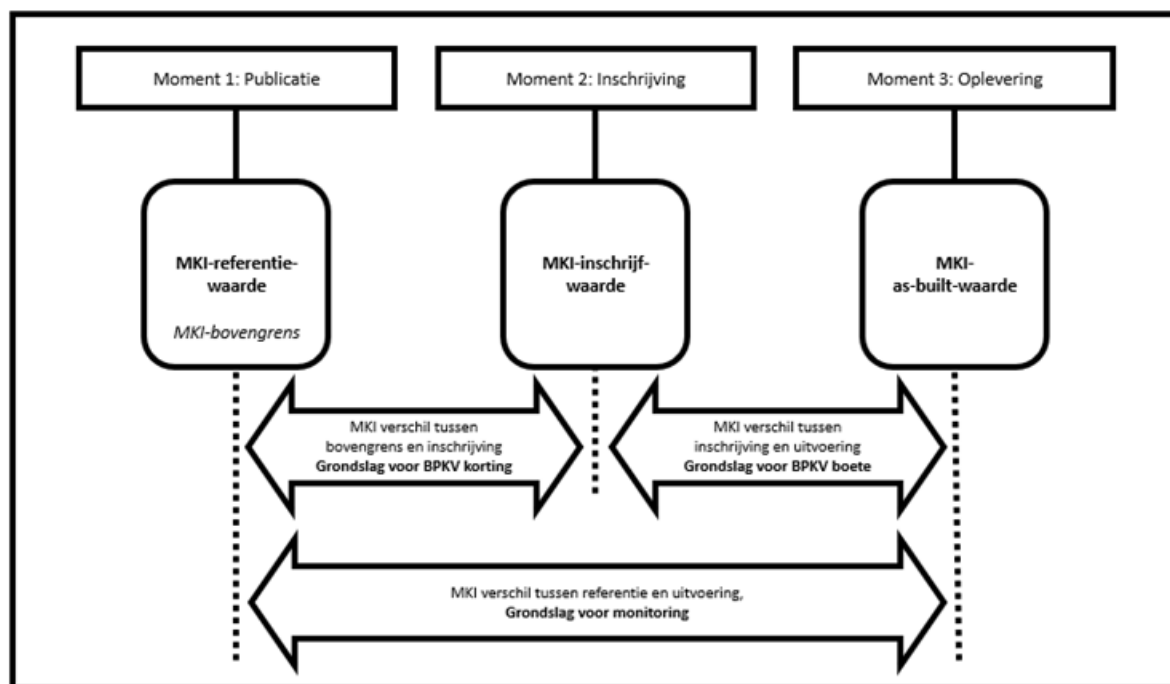 Moment 1: Publicatie
Moment 2: Inschrijving
Moment 3: Oplevering
MKI-referentie-
waarde
MKI-bovengrens
MKI-inschrijf-
waarde
MKI-
as-built-waarde
MKI verschil tussen
bovengrens en inschrijving
Grondslag voor BPKV korting
MKI verschil tussen
inschrijving en uitvoering
Grondslag voor BPKV boete
MKI verschil tussen referentie en uitvoering,
Grondslag voor monitoring